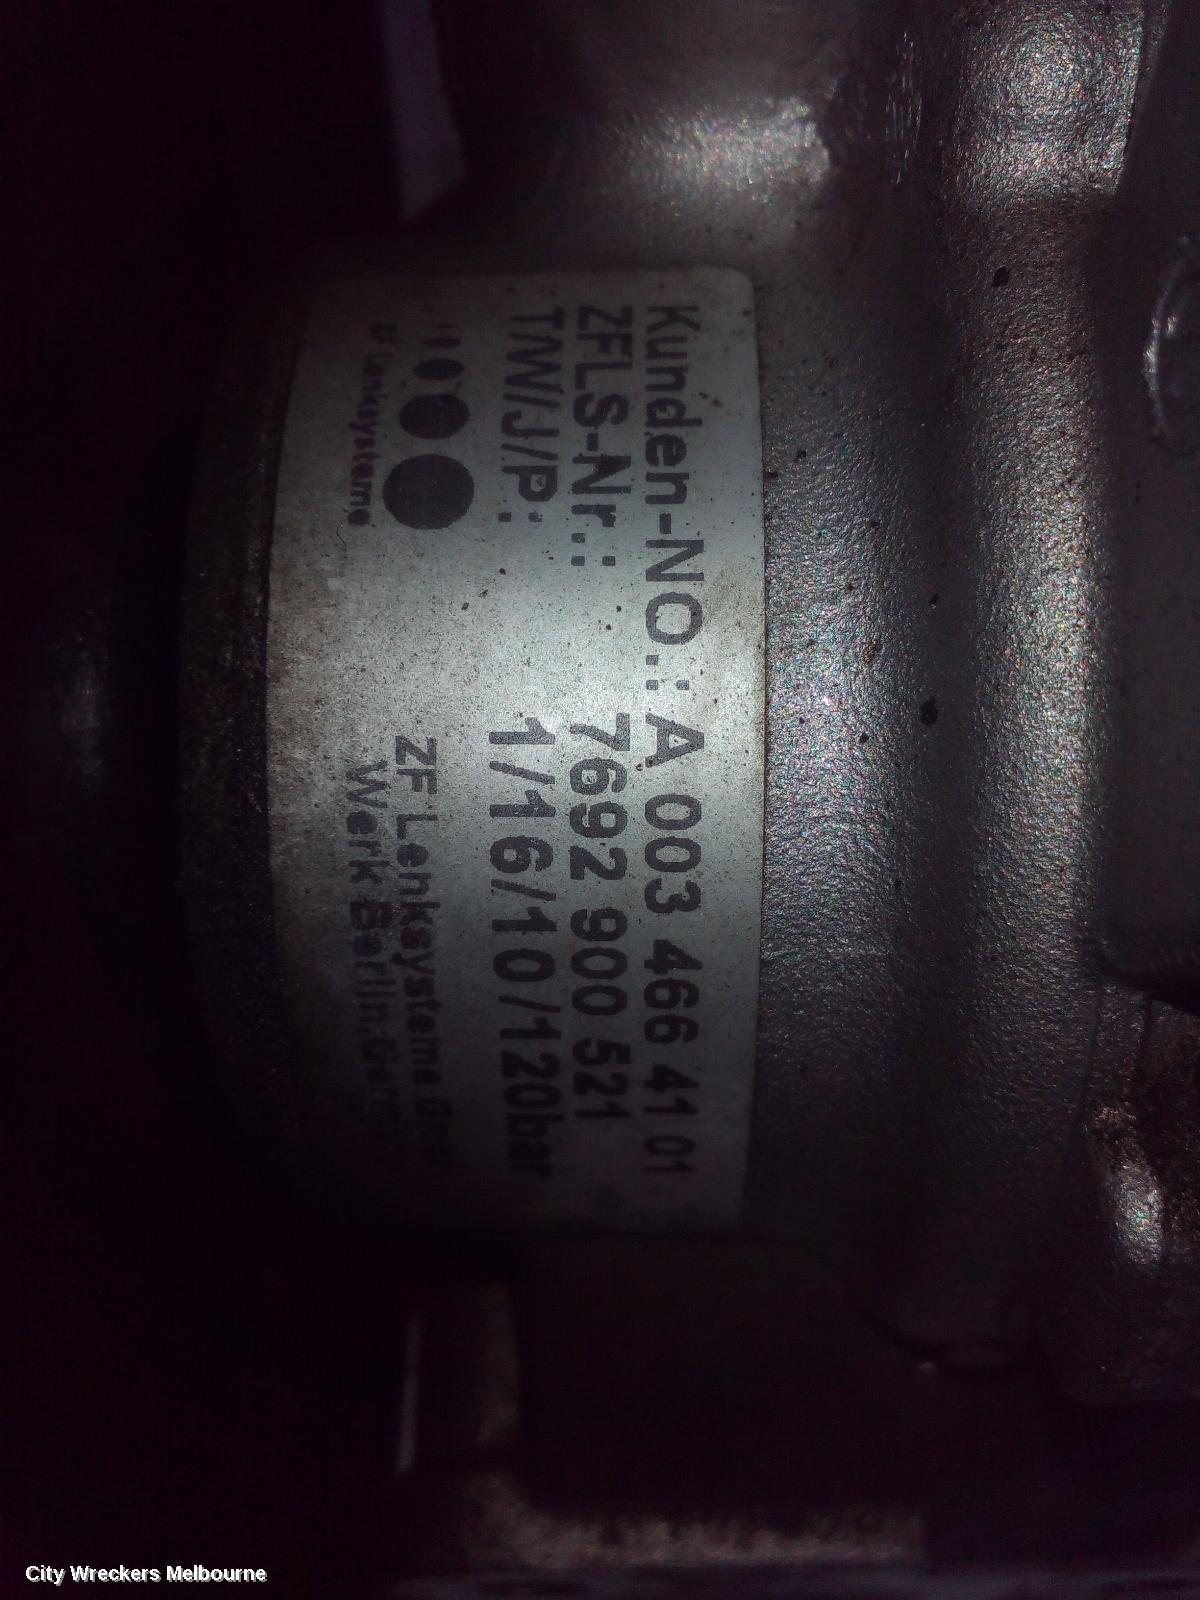 Kunden-NO.: A 003 466 41 01
ZFLS-Nr.: 7692 900 521
T/W/J/P: 1/16/10/120bar
ZF Lenksysteme
ZF Lenksysteme
Werk Berlin,
City Wreckers Melbourne